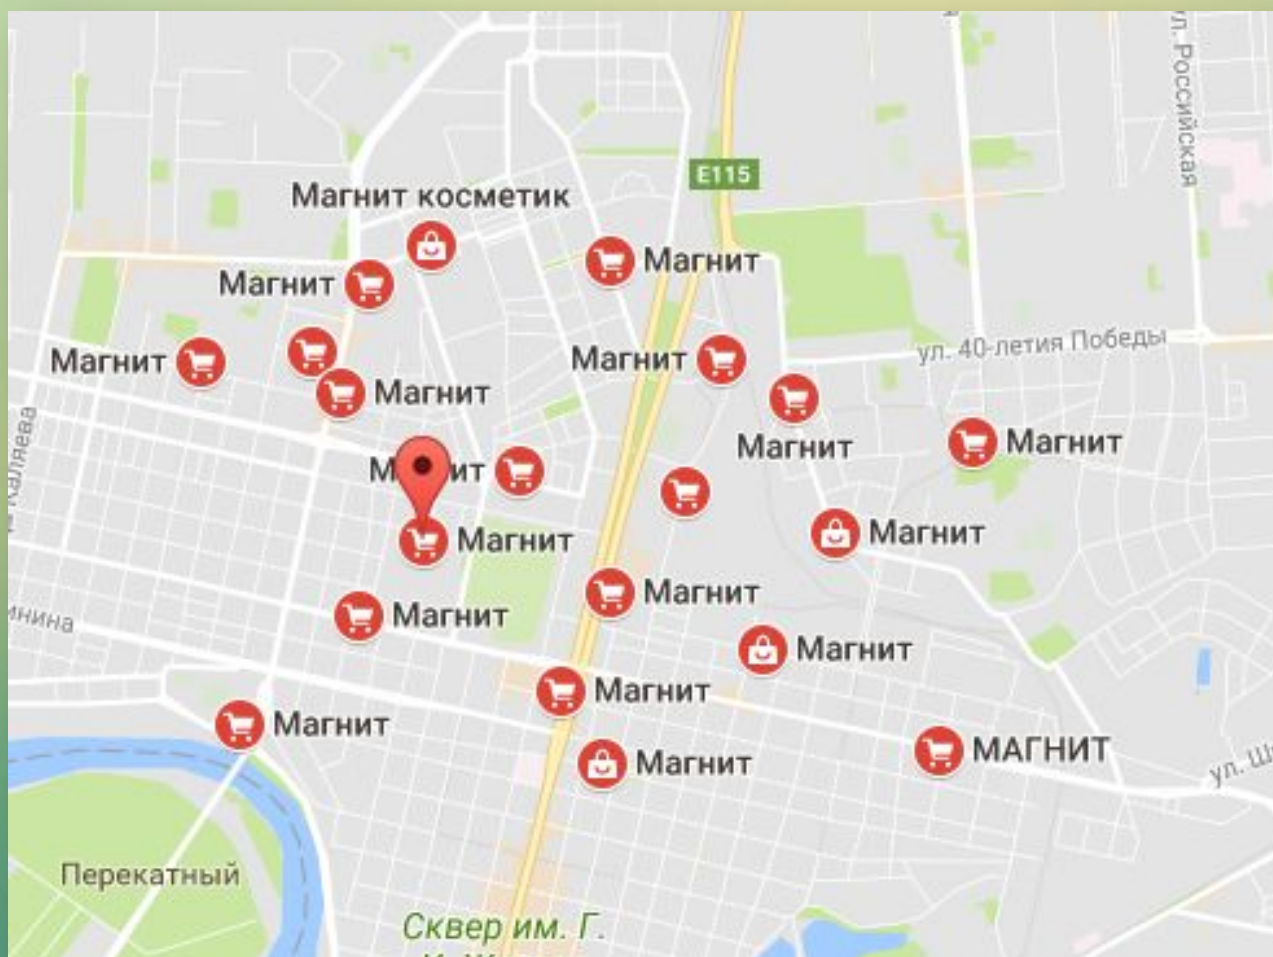 ул. Российская
E115
Магнит косметик
Магнит
Магнит
ул. 40-летия Победы
Магнит
Магнит
Магнит
Магнит
Магнит
Магнит
Магнит
Магнит
Магнит
Магнит
Магнит
Магнит
Магнит
МАГНИТ
Магнит
Перекатный
Сквер им. Г.